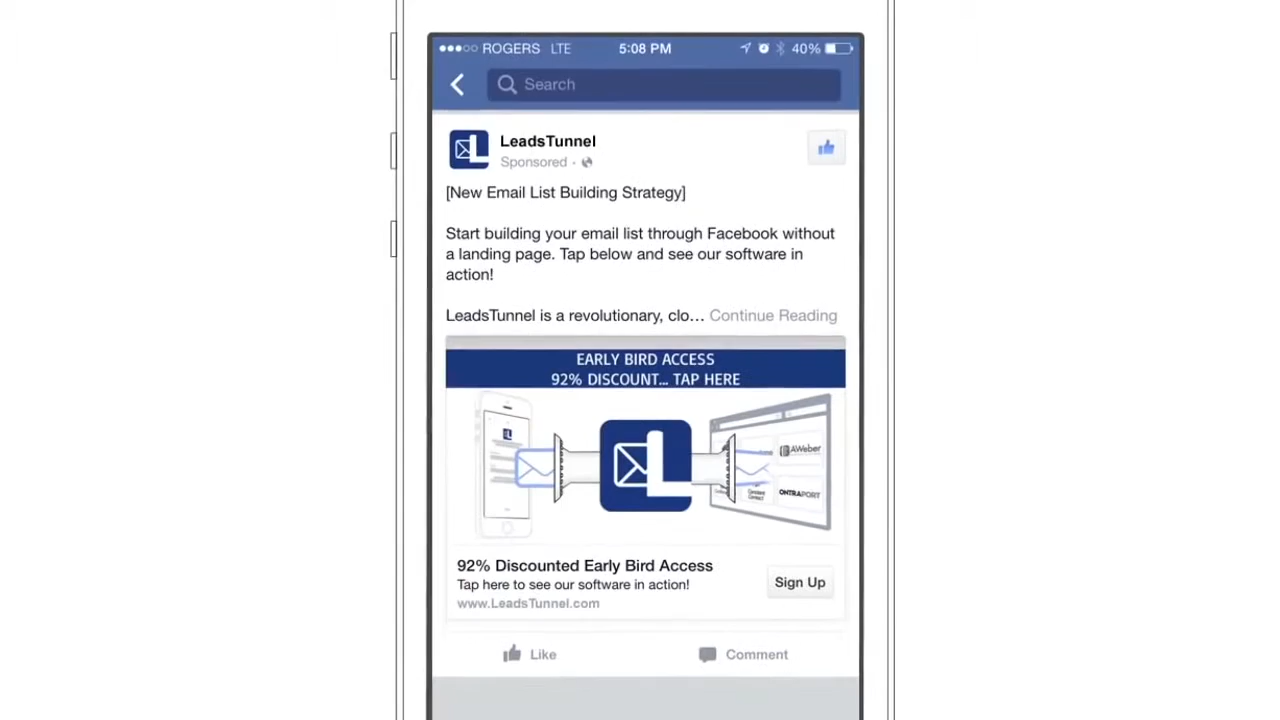 ROGERS LTE 5:08 PM 40%
Search
LeadsTunnel
Sponsored ·
[New Email List Building Strategy]
Start building your email list through Facebook without
a landing page. Tap below and see our software in
action!
LeadsTunnel is a revolutionary, clo... Continue Reading
EARLY BIRD ACCESS
92% DISCOUNT... TAP HERE
L
AWeber
Constant
Contact
ONTRAPORT
92% Discounted Early Bird Access
Tap here to see our software in action!
Sign Up
www.LeadsTunnel.com
Like Comment